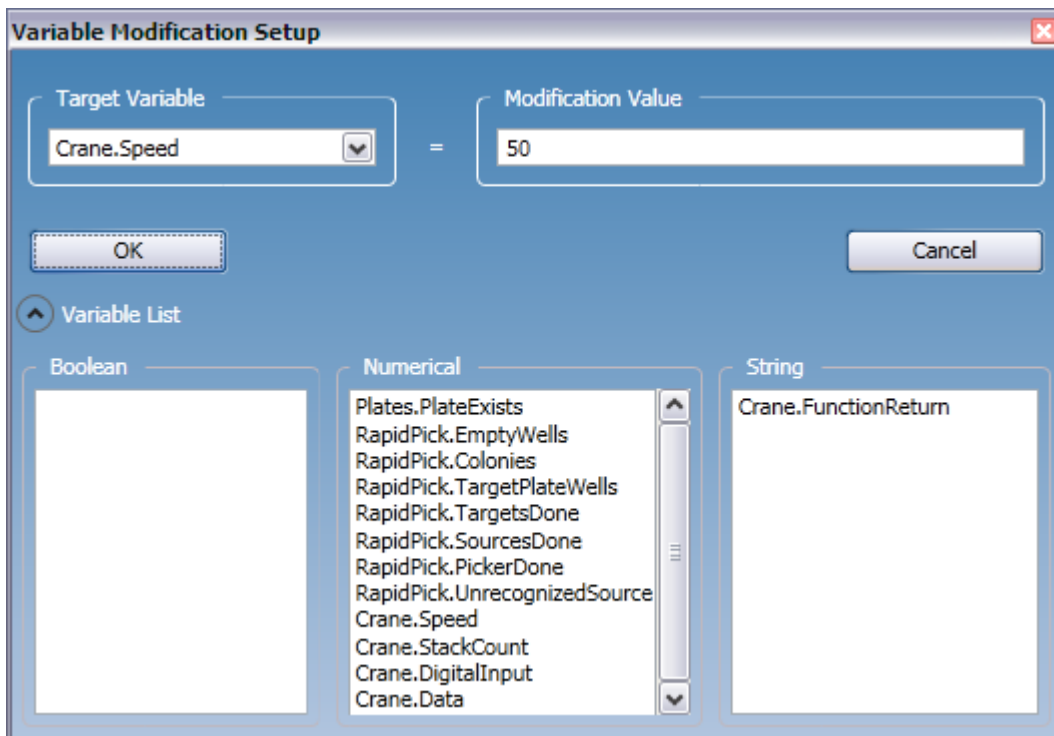 Variable Modification Setup
Target Variable
Modification Value
Crane.Speed
=
50
OK
Cancel
Variable List
Boolean
Numerical
String
Plates.PlateExists
RapidPick.EmptyWells
RapidPick.Colonies
RapidPick.TargetPlateWells
RapidPick.TargetsDone
RapidPick.SourcesDone
RapidPick.PickerDone
RapidPick.UnrecognizedSource
Crane.Speed
Crane.StackCount
Crane.DigitalInput
Crane.Data
Crane.FunctionReturn